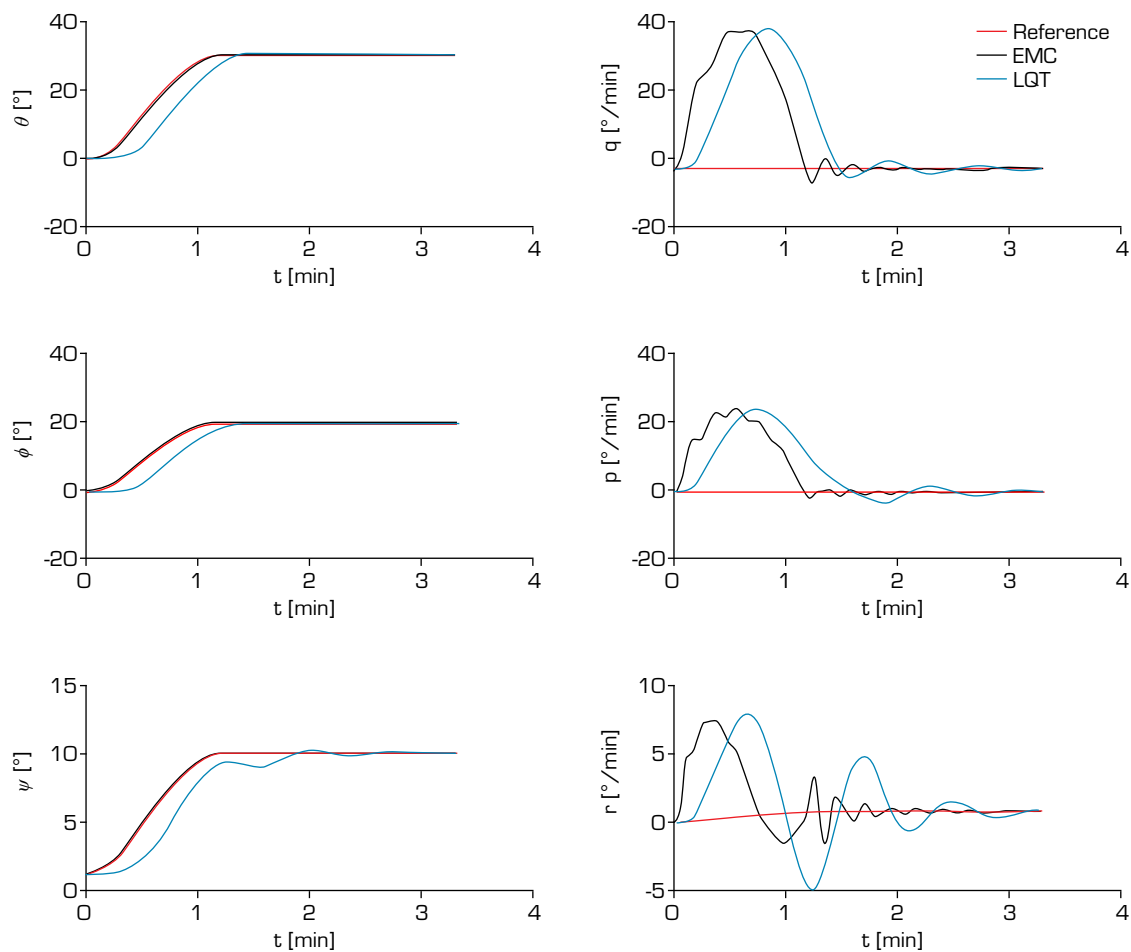 40
20
0
-20
θ [°]
0 1 2 3 4
t [min]
40
20
0
-20
q [°/min]
0 1 2 3 4
t [min]
Reference
EMC
LQT
40
20
0
-20
ϕ [°]
0 1 2 3 4
t [min]
40
20
0
-20
p [°/min]
0 1 2 3 4
t [min]
15
10
5
0
ψ [°]
0 1 2 3 4
t [min]
10
5
0
-5
r [°/min]
0 1 2 3 4
t [min]